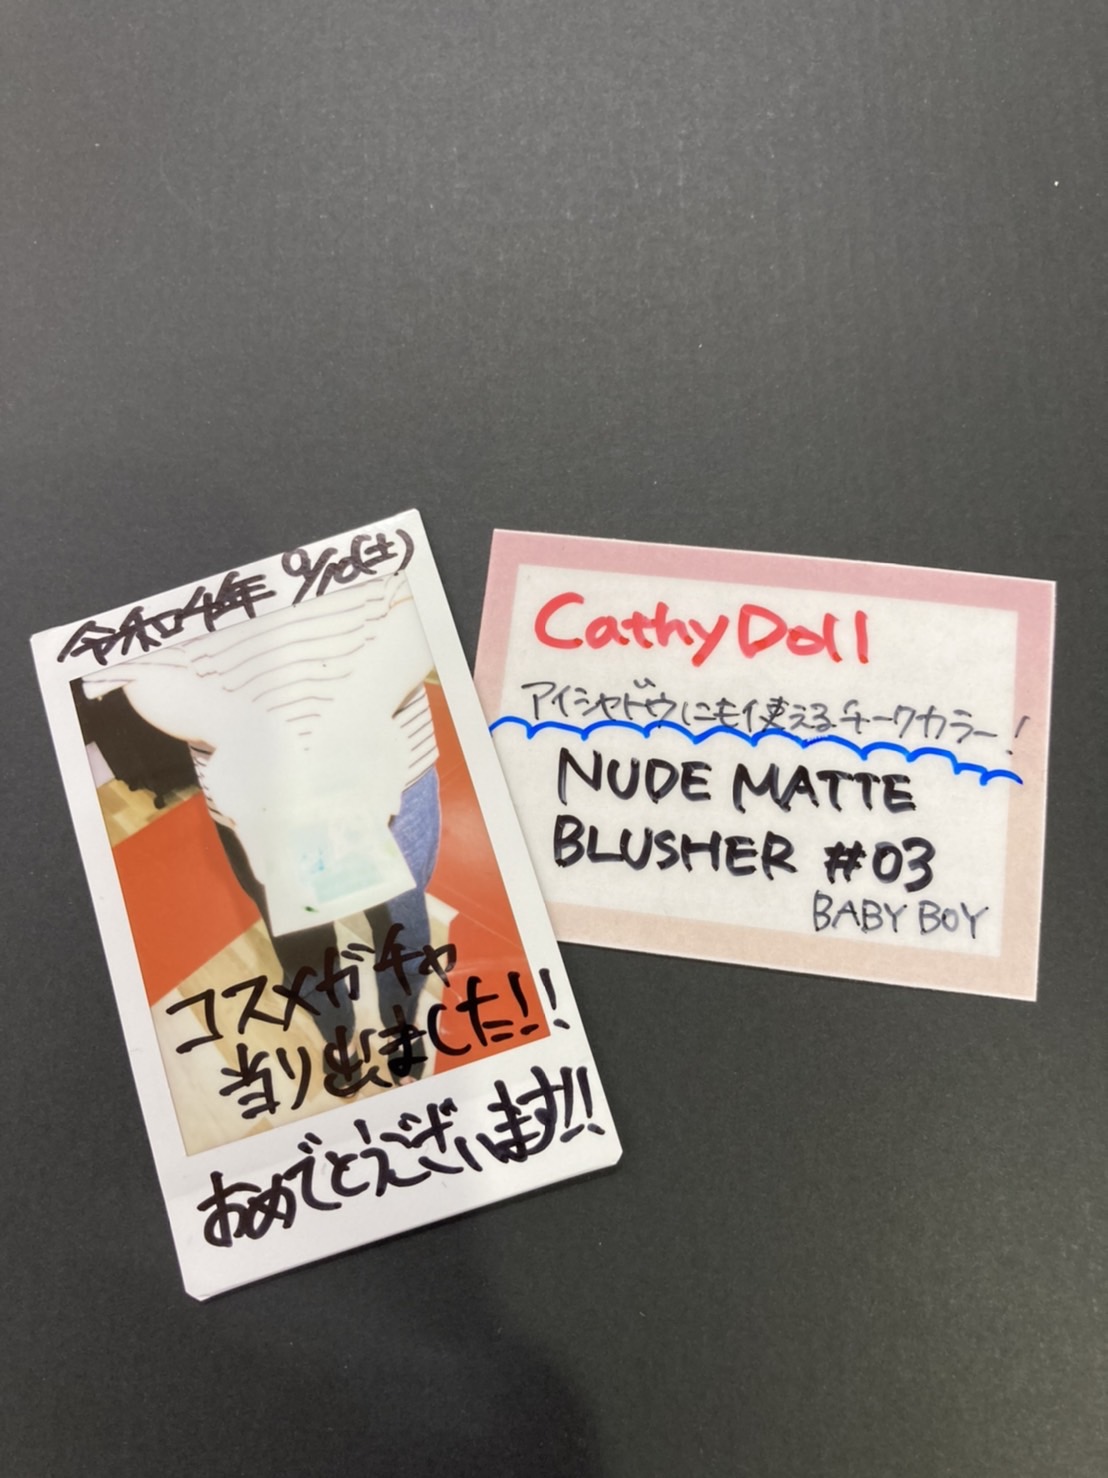 令和4年 9/10(土)
コスメガチャ
当り出ました!!
おめでとうございます!!
Cathy Doll
アイシャドウにも使えるチークカラー!
NUDE MATTE
BLUSHER #03
BABY BOY